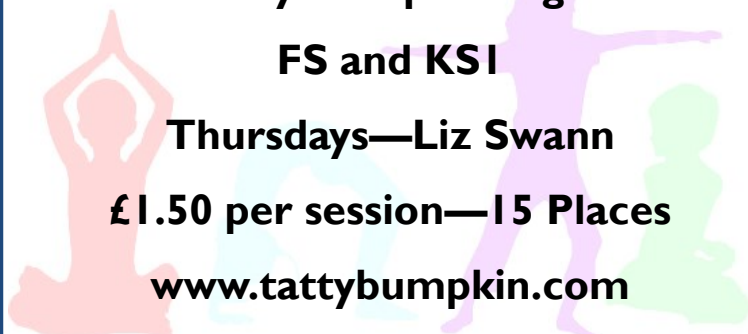 FS and KS1
Thursdays—Liz Swann
£1.50 per session—15 Places
www.tattybumpkin.com